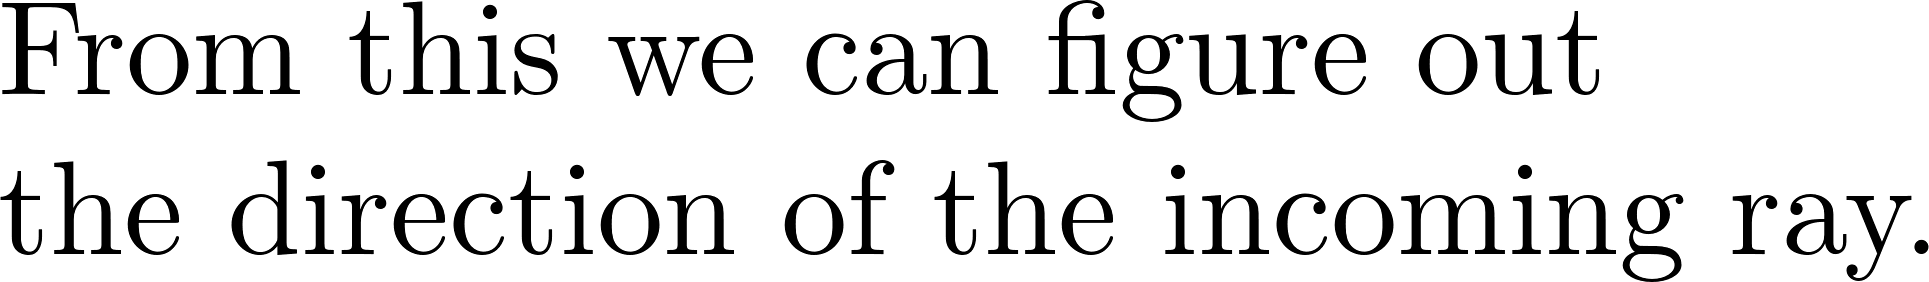 From this we can figure out
the direction of the incoming ray.